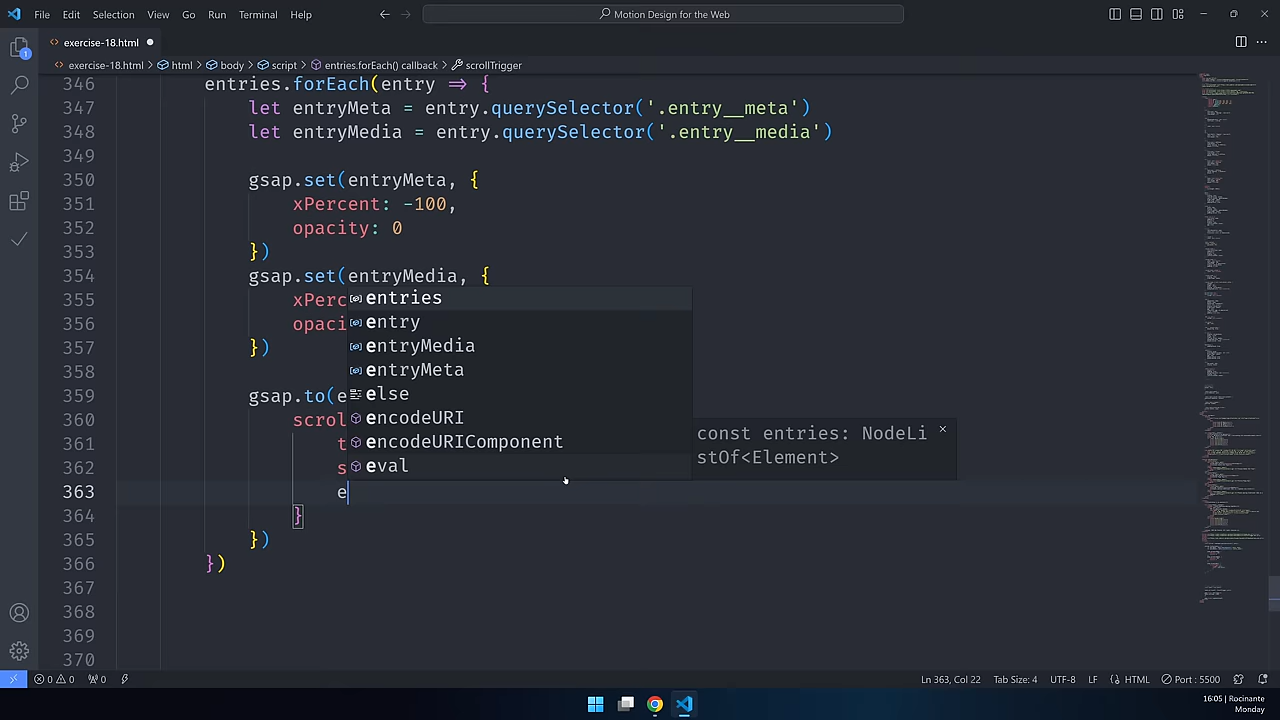 File Edit Selection View Go Run Terminal Help
Motion Design for the Web
exercise-18.html
exercise-18.html > html > body > script > entries.forEach() callback > scrollTrigger
346 entries.forEach(entry => {
347 let entryMeta = entry.querySelector('.entry__meta')
348 let entryMedia = entry.querySelector('.entry__media')
349
350 gsap.set(entryMeta, {
351 xPercent: -100,
352 opacity: 0
353 })
354 gsap.set(entryMedia, {
355 xPerc
entries
356 opaci
entry
357 })
entryMedia
358
entryMeta
359 gsap.to(e
else
360 scrol
encodeURI
361 t
encodeURIComponent
362 s
eval
const entries: NodeLi
stOf<Element>
363 e
364 }
365 })
366 })
367
368
369
370
1
0 0 0 Ln 363, Col 22 Tab Size: 4 UTF-8 LF HTML Port : 5500
16:05 | Rocinante
Monday